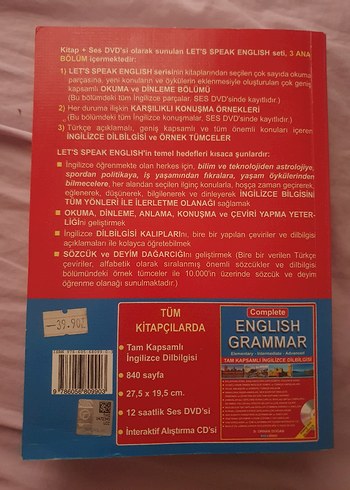 Kitap + Ses DVD'si olarak sunulan LET'S SPEAK ENGLISH seti, 3 ANA
BÖLÜM içermektedir:
1) LET'S SPEAK ENGLISH serisinin kitaplarından seçilen çok sayıda okuma
parçasına, yeni konuların ve öykülerin eklenmesiyle oluşturulan çok geniş
kapsamlı OKUMA ve DİNLEME BÖLÜMÜ
(Bu bölümdeki tüm İngilizce parçalar, SES DVD'sinde kayıtlıdır.)
2) Her duruma ilişkin KARŞILIKLI KONUŞMA ÖRNEKLERİ
(Bu bölümdeki tüm İngilizce konuşmalar, SES DVD'sinde kayıtlıdır.)
3) Türkçe açıklamalı, geniş kapsamlı ve tüm önemli konuları içeren
İNGİLİZCE DİLBİLGİSİ ve ÖRNEK TÜMCELER
LET'S SPEAK ENGLISH'in temel hedefleri kısaca şunlardır:
İngilizce öğrenmekte olan herkes için, bilim ve teknolojiden astrolojiye,
spordan politikaya, iş yaşamından fıkralara, yaşam öykülerinden
bilmecelere, her alandan seçilen ilginç konularla, hoşça zaman geçirerek,
eğlenerek, düşünerek, bilgilenerek ve dinleyerek İNGİLİZCE BİLGİSİNİ
TÜM YÖNLERİ İLE İLERLETME OLANAĞI sağlamak
OKUMA, DİNLEME, ANLAMA, KONUŞMA ve ÇEVİRİ YAPMA YETER-
LİĞİni geliştirmek
İngilizce DİLBİLGİSİ KALIPLARInı, bire bir yapılan çeviriler ve dilbilgisi
açıklamaları ile kolayca öğretebilmek
SÖZCÜK ve DEYİM DAĞARCIĞInı geliştirmek (Bire bir verilen Türkçe
çeviriler, alfabetik olarak sıralanmış önemli sözcükler ve dilbilgisi
bölümündeki örnek tümceler ile 10.000'in üzerinde sözcük ve deyim
öğrenme olanağı sunulmaktadır.)
-39.90
TÜM
KİTAPÇILARDA
Tam Kapsamlı
İngilizce Dilbilgisi
840 sayfa
27,5 x 19,5 cm.
12 saatlik Ses DVD'si
İnteraktif Alıştırma CD'si
Complete
ENGLISH
GRAMMAR
Elementary - Intermediate - Advanced
TAM KAPSAMLI İNGİLİZCE DİLBİLGİSİ